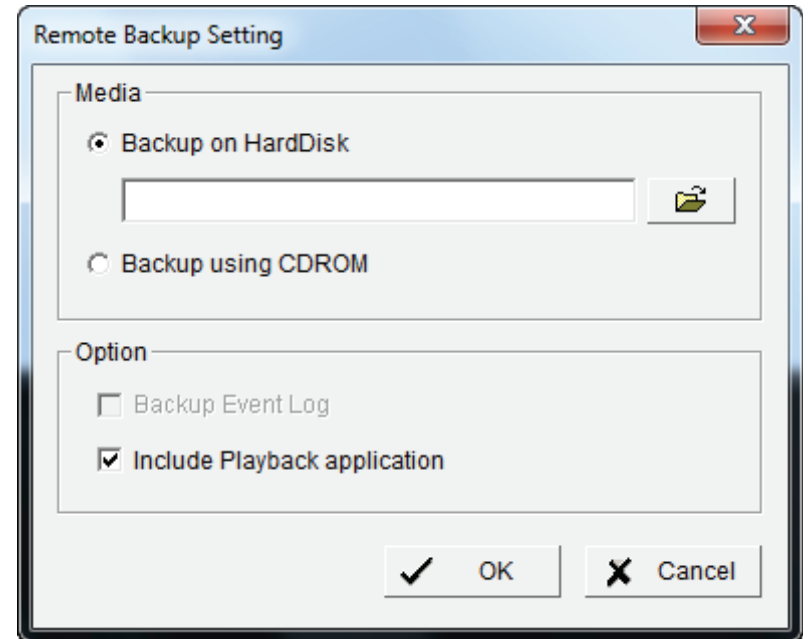 Remote Backup Setting
Media
Backup on HardDisk
Backup using CDROM
Option
Backup Event Log
Include Playback application
OK
Cancel